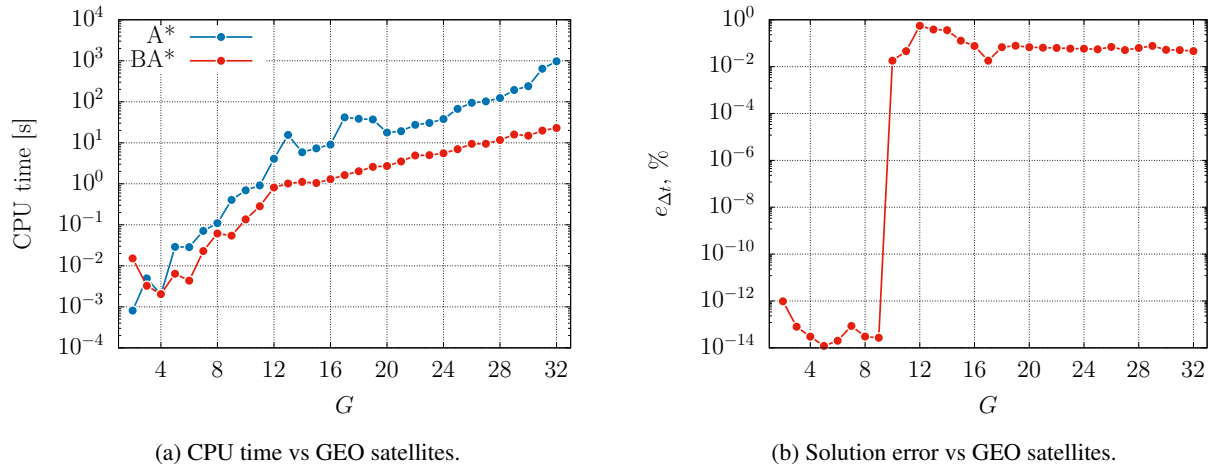 10^4
10^3
10^2
10^1
10^0
10^-1
10^-2
10^-3
10^-4
CPU time [s]
A*
BA*
4 8 12 16 20 24 28 32
G
(a) CPU time vs GEO satellites.
10^0
10^-2
10^-4
10^-6
10^-8
10^-10
10^-12
10^-14
e_Δt, %
4 8 12 16 20 24 28 32
G
(b) Solution error vs GEO satellites.